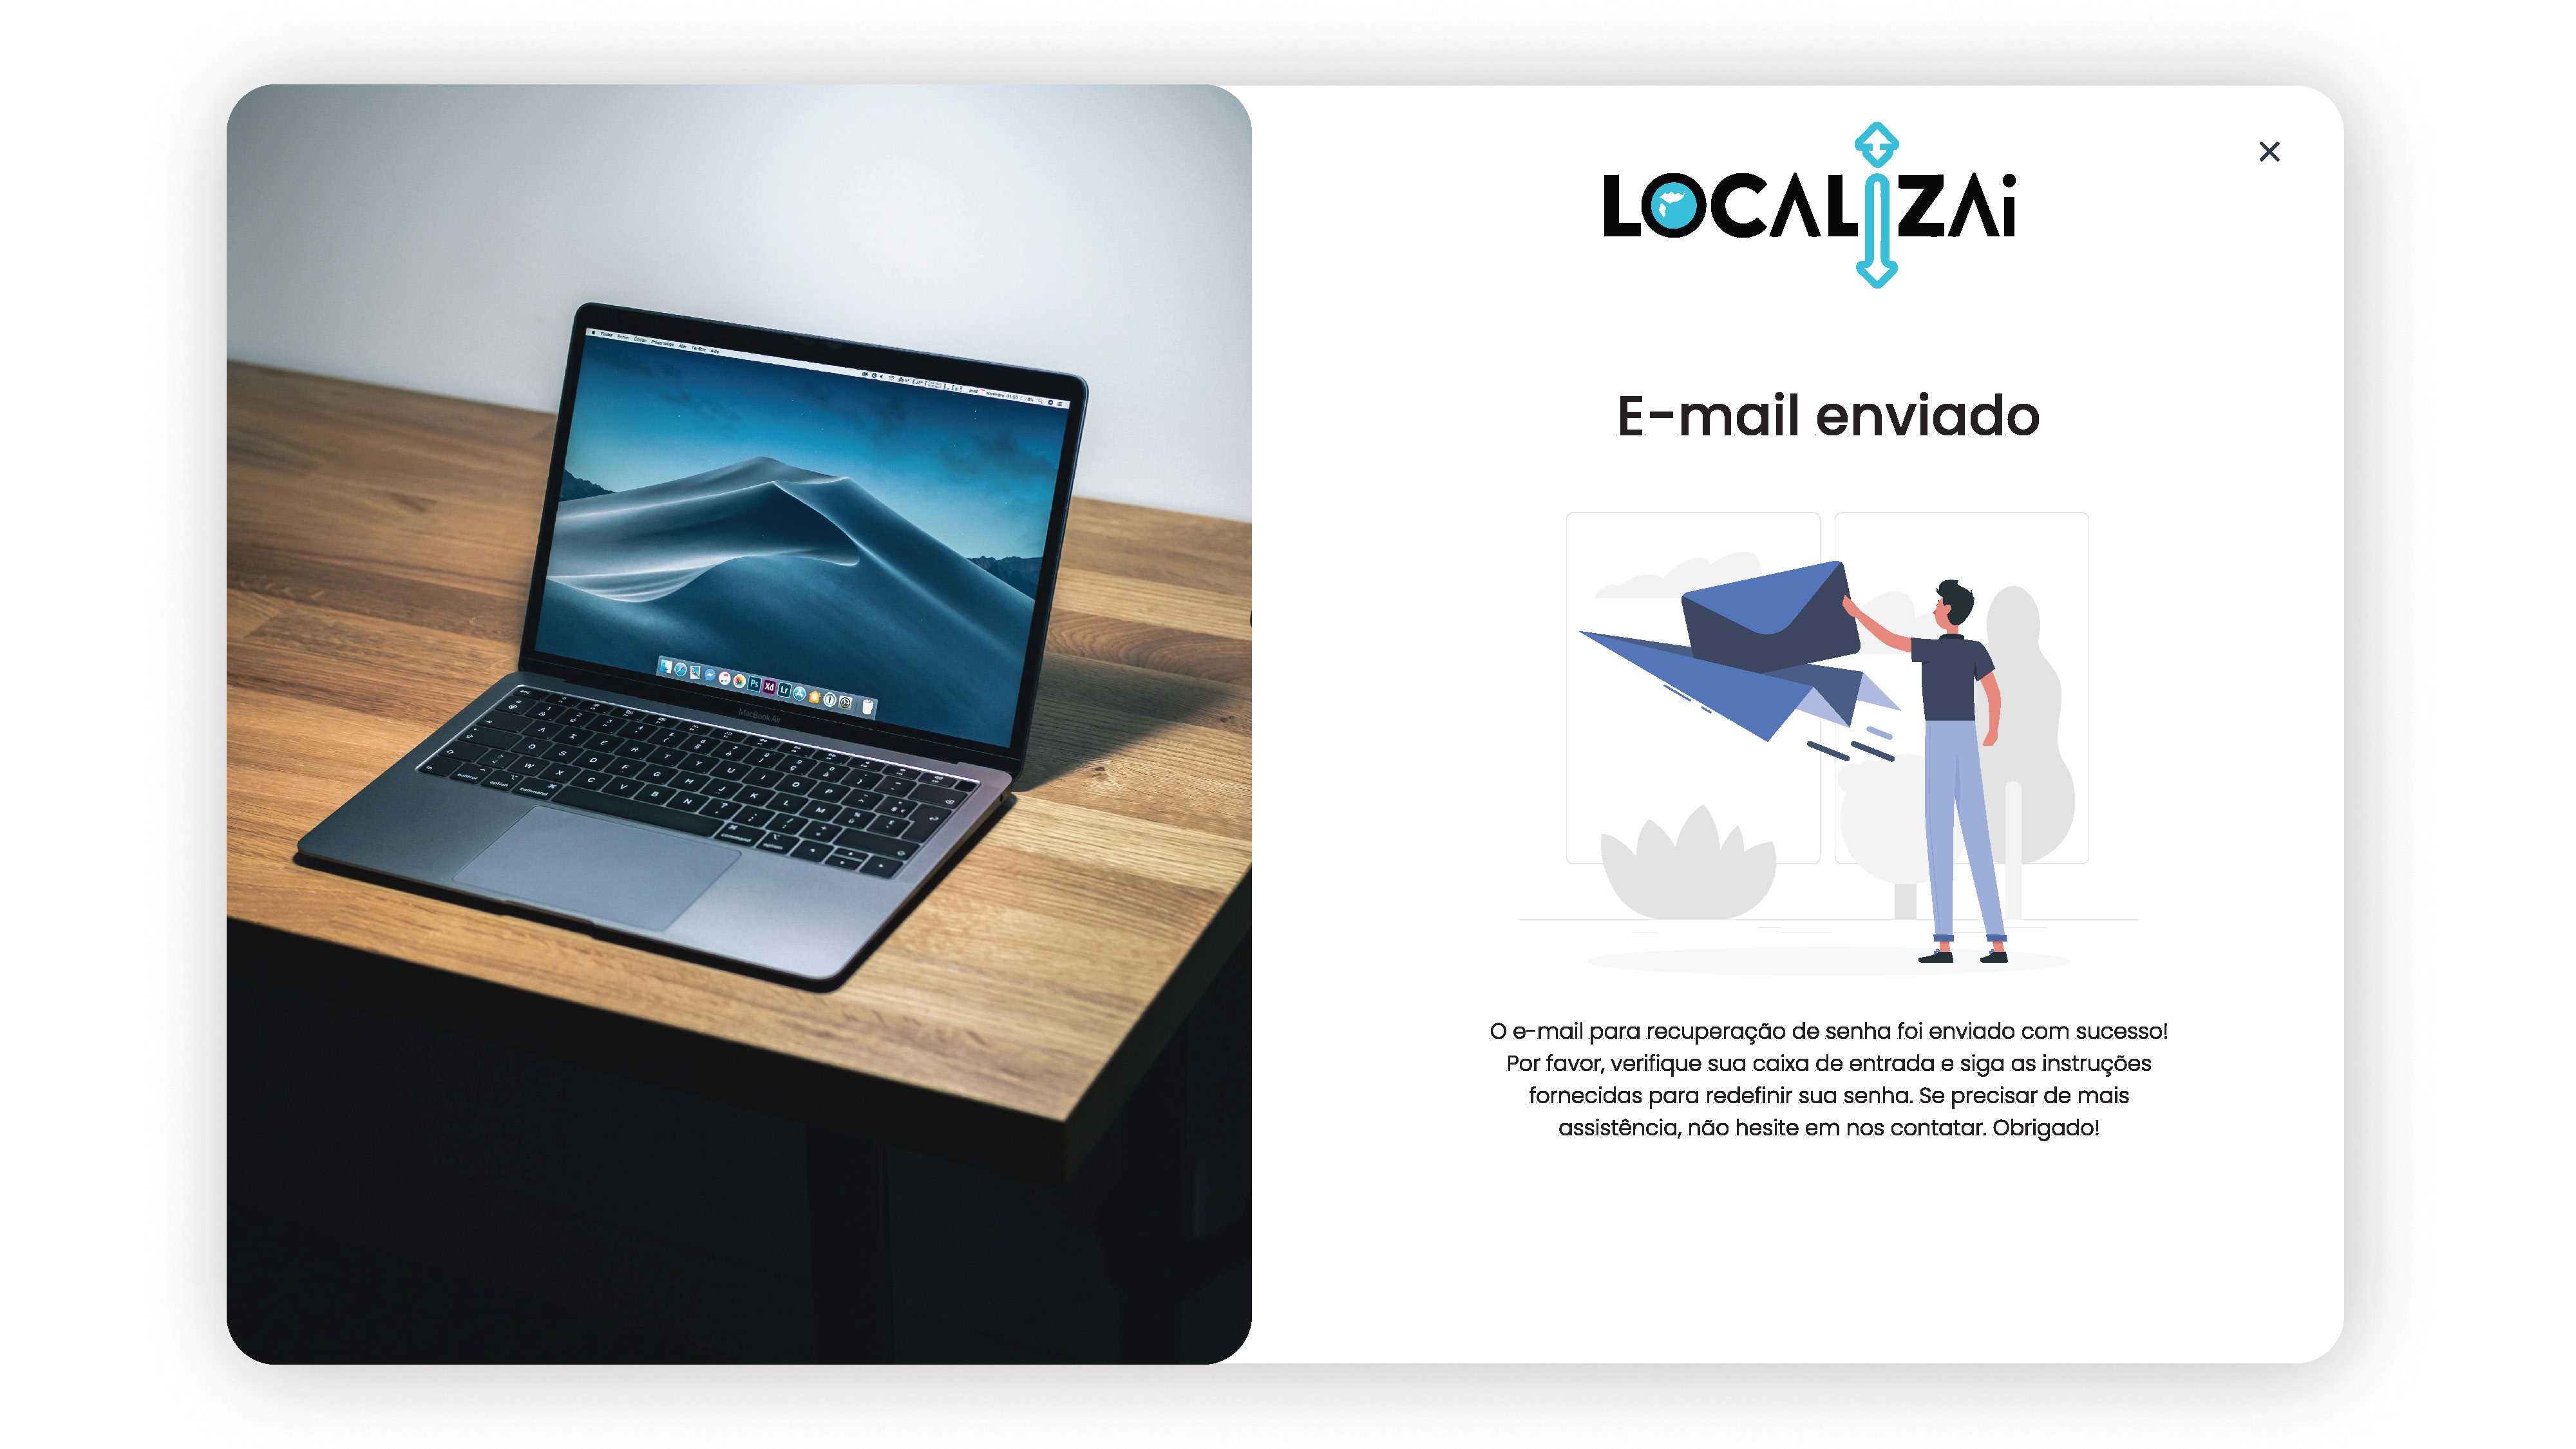 LOCALIZAi
E-mail enviado
MacBook Air
O e-mail para recuperação de senha foi enviado com sucesso!
Por favor, verifique sua caixa de entrada e siga as instruções
fornecidas para redefinir sua senha. Se precisar de mais
assistência, não hesite em nos contatar. Obrigado!